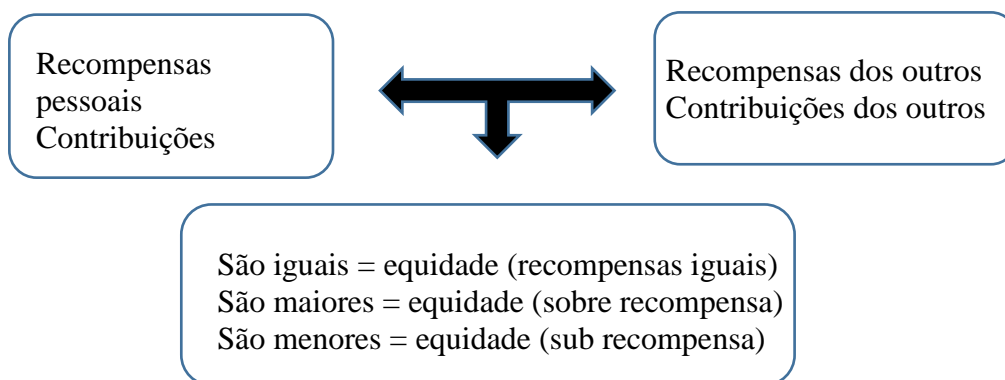 Recompensas
pessoais
Contribuições
Recompensas dos outros
Contribuições dos outros
São iguais = equidade (recompensas iguais)
São maiores = equidade (sobre recompensa)
São menores = equidade (sub recompensa)